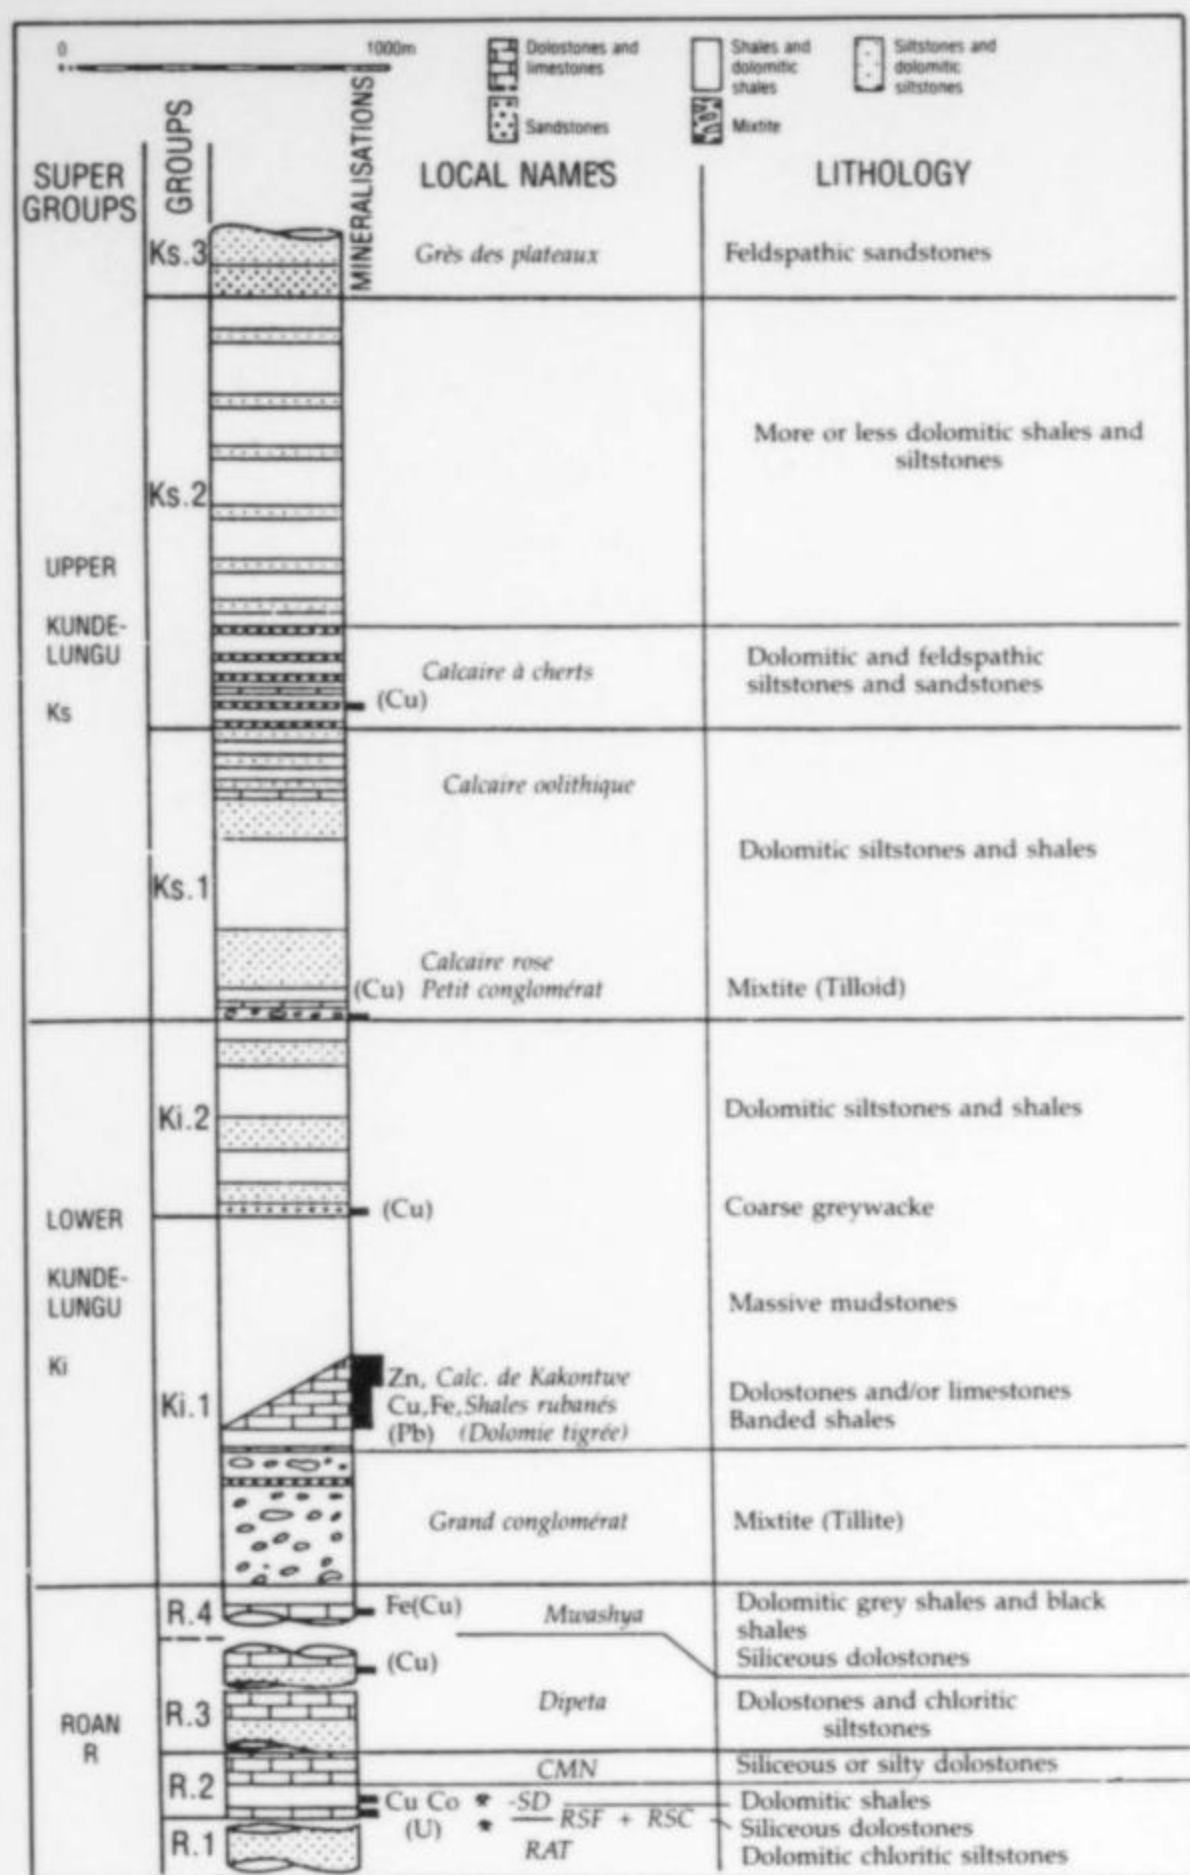 0 1000m
Dolostones and
limestones
Shales and
dolomitic
shales
Siltstones and
dolomitic
siltstones
Sandstones
Mixtite
SUPER
GROUPS
GROUPS
MINERALISATIONS
LOCAL NAMES
LITHOLOGY
Ks.3
Grès des plateaux
Feldspathic sandstones
Ks.2
More or less dolomitic shales and
siltstones
UPPER
KUNDE-
LUNGU
Ks
Calcaire à cherts
(Cu)
Dolomitic and feldspathic
siltstones and sandstones
Ks.1
Calcaire oolithique
Dolomitic siltstones and shales
Calcaire rose
(Cu) Petit conglomérat
Mixtite (Tilloid)
Ki.2
Dolomitic siltstones and shales
(Cu)
Coarse greywacke
LOWER
KUNDE-
LUNGU
Ki
Massive mudstones
Ki.1
Zn, Calc. de Kakontwe
Cu,Fe, Shales rubanés
(Pb) (Dolomie tigrée)
Dolostones and/or limestones
Banded shales
Grand conglomérat
Mixtite (Tillite)
R.4
Fe(Cu)
Mwashya
Dolomitic grey shales and black
shales
Siliceous dolostones
(Cu)
ROAN
R
R.3
Dipeta
Dolostones and chloritic
siltstones
R.2
CMN
Siliceous or silty dolostones
Cu Co * -SD
Dolomitic shales
(U) * RSF + RSC
Siliceous dolostones
R.1
RAT
Dolomitic chloritic siltstones